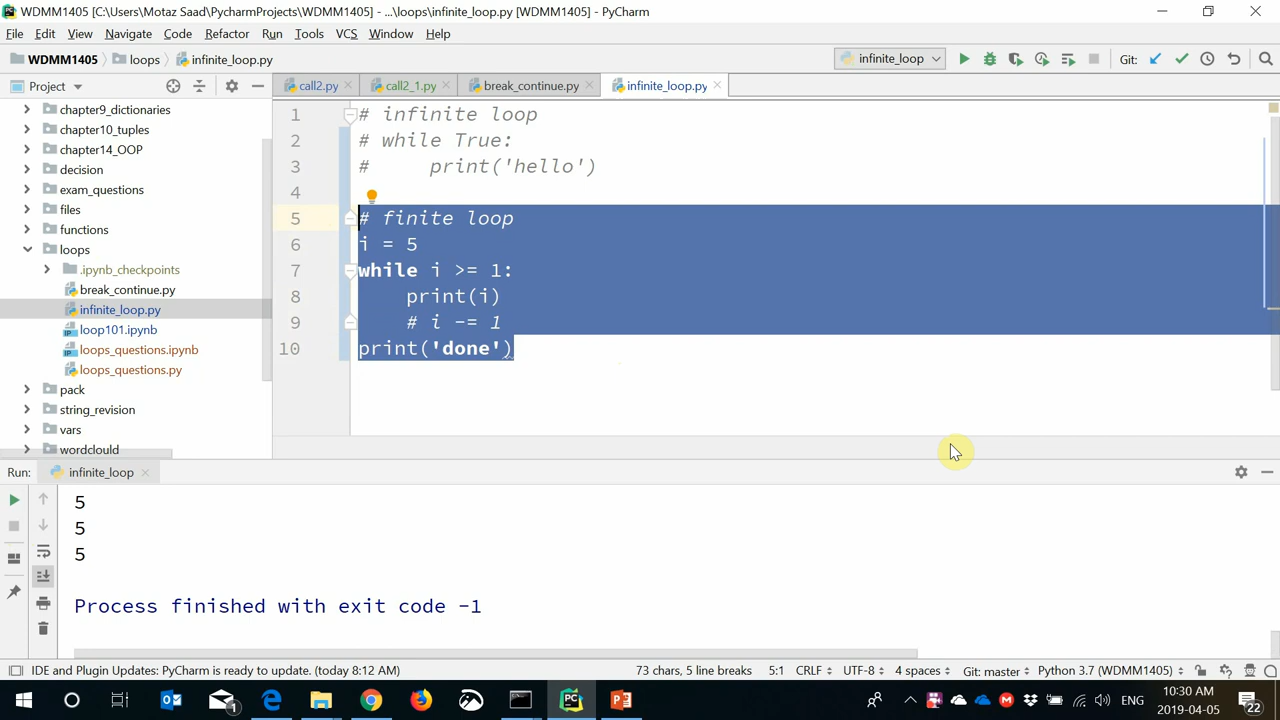 WDMM1405 [C:\Users\Motaz Saad\PycharmProjects\WDMM1405] - ...\loops\infinite_loop.py [WDMM1405] - PyCharm
File Edit View Navigate Code Refactor Run Tools VCS Window Help
WDMM1405 loops infinite_loop.py infinite_loop Git:
Project call2.py call2_1.py break_continue.py infinite_loop.py
chapter9_dictionaries
chapter10_tuples
chapter14_OOP
decision
exam_questions
files
functions
loops
.ipynb_checkpoints
break_continue.py
infinite_loop.py
loop101.ipynb
loops_questions.ipynb
loops_questions.py
pack
string_revision
vars
wordclould
1 # infinite loop
2 # while True:
3 #     print('hello')
4
5 # finite loop
6 i = 5
7 while i >= 1:
8     print(i)
9     # i -= 1
10 print('done')
Run: infinite_loop
5
5
5
Process finished with exit code -1
IDE and Plugin Updates: PyCharm is ready to update. (today 8:12 AM) 73 chars, 5 line breaks 5:1 CRLF UTF-8 4 spaces Git: master Python 3.7 (WDMM1405)
1 ENG 10:30 AM
2019-04-05 22